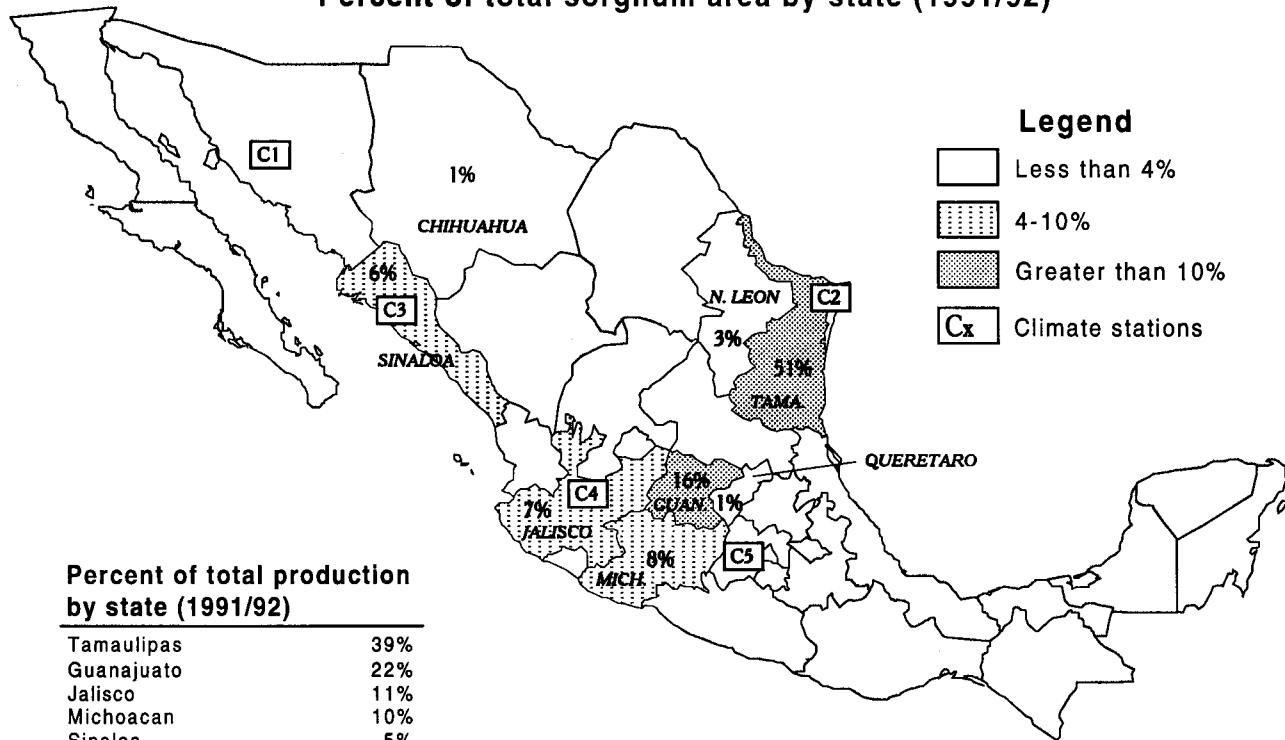 Percent of total sorghum area by state (1991/92)
Legend
Less than 4%
4-10%
Greater than 10%
Cx Climate stations
C1
1%
CHIHUAHUA
6%
C3
SINALOA
N. LEON
C2
3%
51%
TAMA.
QUERETARO
16%
GUAN.
1%
C4
7%
JALISCO
8%
MICH.
C5
Percent of total production
by state (1991/92)
Tamaulipas 39%
Guanajuato 22%
Jalisco 11%
Michoacan 10%
Sinaloa 5%